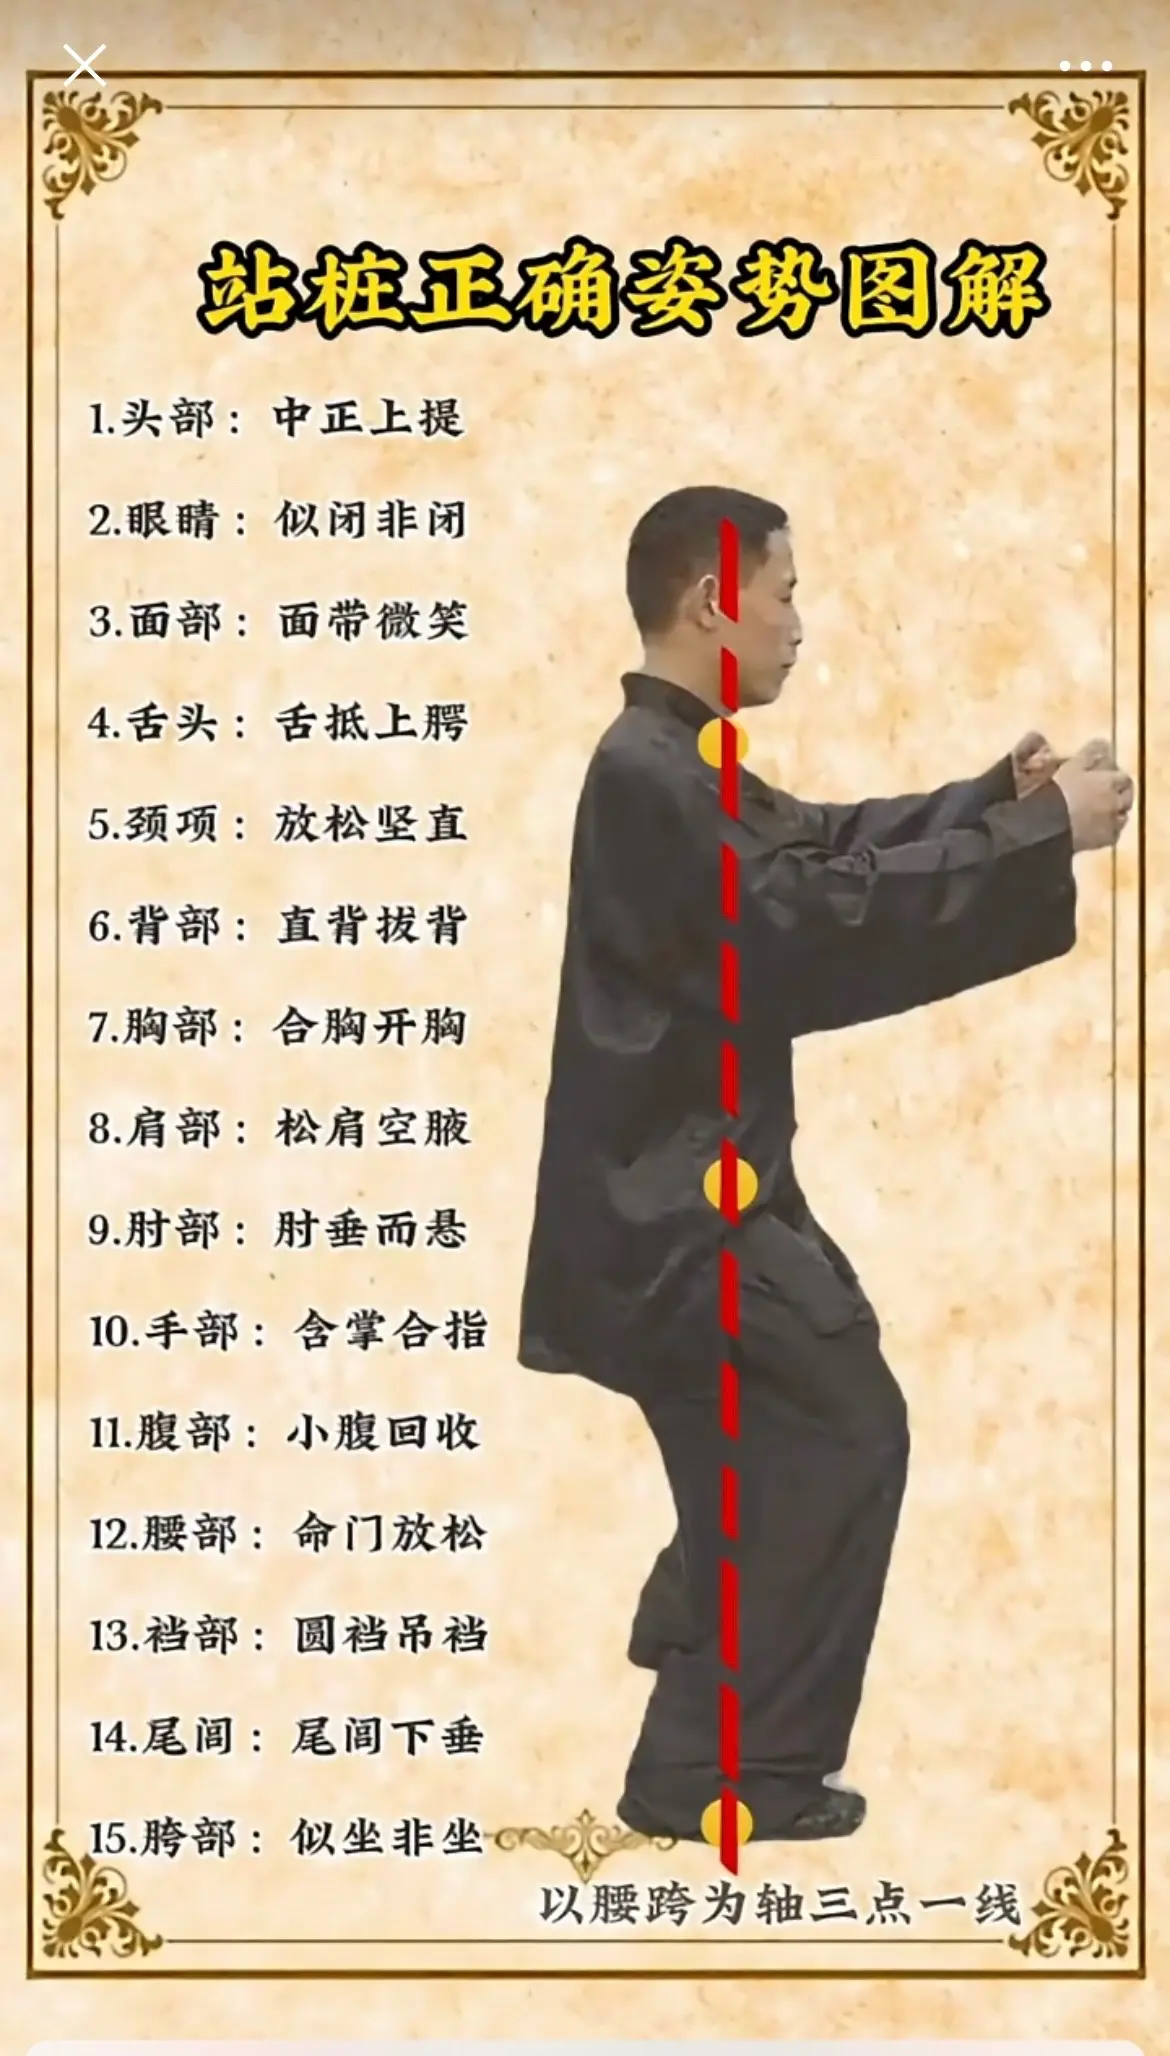 站桩正确姿势图解
1.头部：中正上提
2.眼睛：似闭非闭
3.面部：面带微笑
4.舌头：舌抵上腭
5.颈项：放松坚直
6.背部：直背拔背
7.胸部：合胸开胸
8.肩部：松肩空腋
9.肘部：肘垂而悬
10.手部：含掌合指
11.腹部：小腹回收
12.腰部：命门放松
13.裆部：圆裆吊裆
14.尾闾：尾闾下垂
15.胯部：似坐非坐
以腰跨为轴三点一线